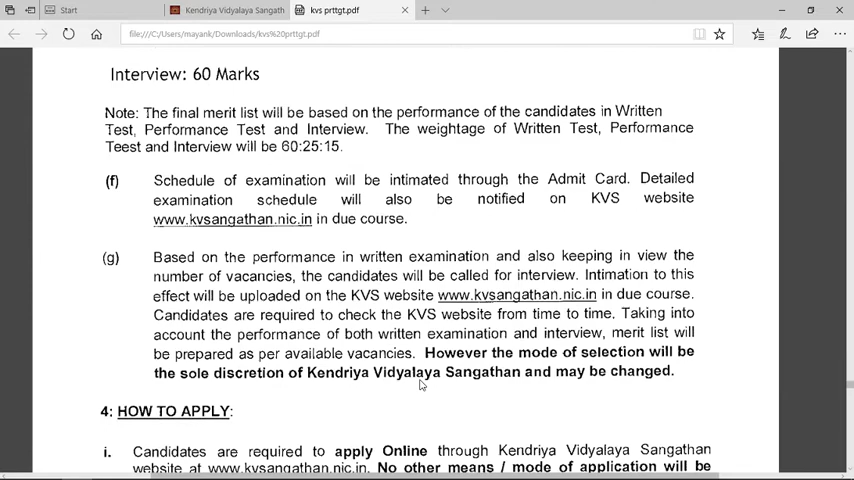 Start
Kendriya Vidyalaya Sangath
kvs prttgt.pdf
file:///C:/Users/mayank/Downloads/kvs%20prttgt.pdf
Interview: 60 Marks
Note: The final merit list will be based on the performance of the candidates in Written
Test, Performance Test and Interview. The weightage of Written Test, Performance
Teest and Interview will be 60:25:15.
(f) Schedule of examination will be intimated through the Admit Card. Detailed
examination schedule will also be notified on KVS website
www.kvsangathan.nic.in in due course.
(g) Based on the performance in written examination and also keeping in view the
number of vacancies, the candidates will be called for interview. Intimation to this
effect will be uploaded on the KVS website www.kvsangathan.nic.in in due course.
Candidates are required to check the KVS website from time to time. Taking into
account the performance of both written examination and interview, merit list will
be prepared as per available vacancies. However the mode of selection will be
the sole discretion of Kendriya Vidyalaya Sangathan and may be changed.
4: HOW TO APPLY:
i. Candidates are required to apply Online through Kendriya Vidyalaya Sangathan
website at www.kvsangathan.nic.in. No other means / mode of application will be